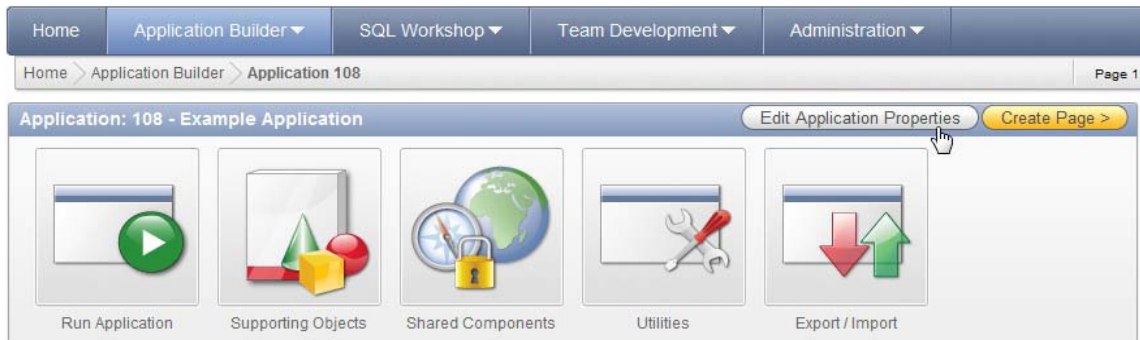 Home Application Builder SQL Workshop Team Development Administration
Home Application Builder Application 108 Page 1
Application: 108 - Example Application Edit Application Properties Create Page >
Run Application Supporting Objects Shared Components Utilities Export / Import